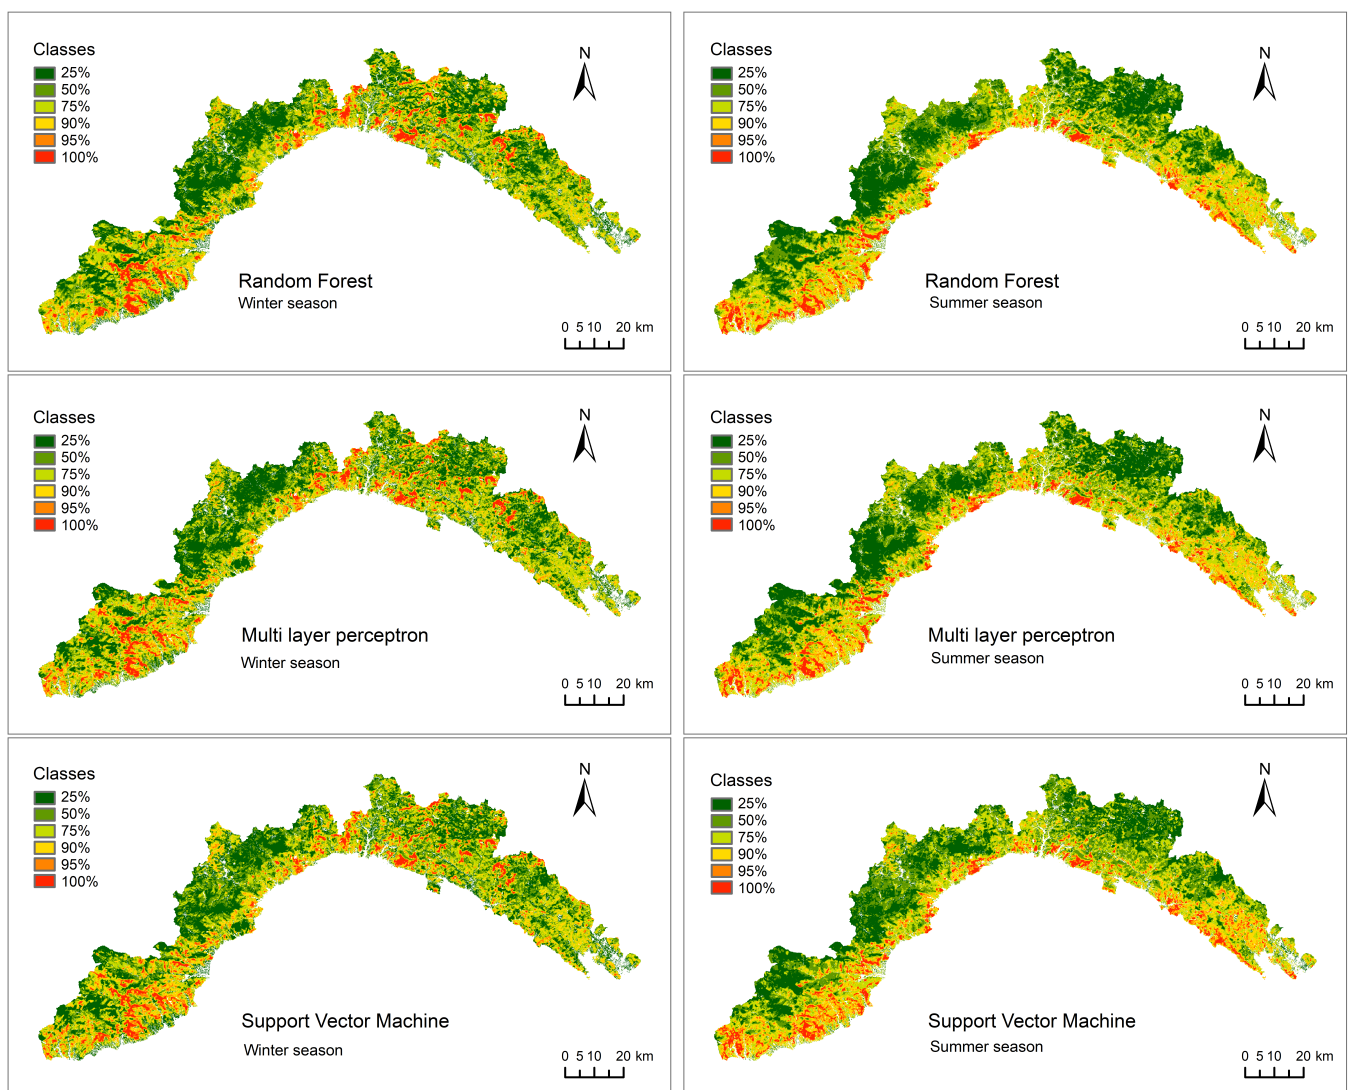 Classes
25%
50%
75%
90%
95%
100%
N
Random Forest
Winter season
0 5 10 20 km
Classes
25%
50%
75%
90%
95%
100%
N
Random Forest
Summer season
0 5 10 20 km
Classes
25%
50%
75%
90%
95%
100%
N
Multi layer perceptron
Winter season
0 5 10 20 km
Classes
25%
50%
75%
90%
95%
100%
N
Multi layer perceptron
Summer season
0 5 10 20 km
Classes
25%
50%
75%
90%
95%
100%
N
Support Vector Machine
Winter season
0 5 10 20 km
Classes
25%
50%
75%
90%
95%
100%
N
Support Vector Machine
Summer season
0 5 10 20 km